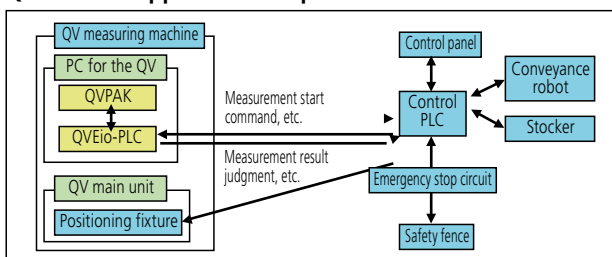 QV measuring machine
PC for the QV
QVPAK
QVEio-PLC
QV main unit
Positioning fixture
Measurement start
command, etc.
Measurement result
judgment, etc.
Control panel
Control
PLC
Conveyance
robot
Stocker
Emergency stop circuit
Safety fence